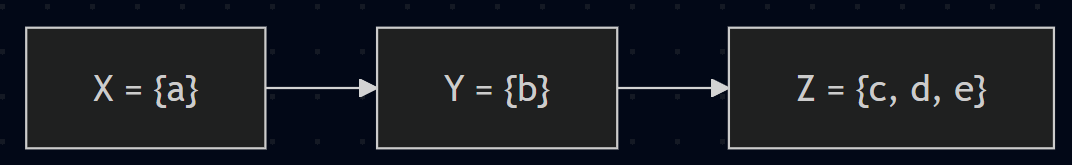 X = {a}
Y = {b}
Z = {c, d, e}